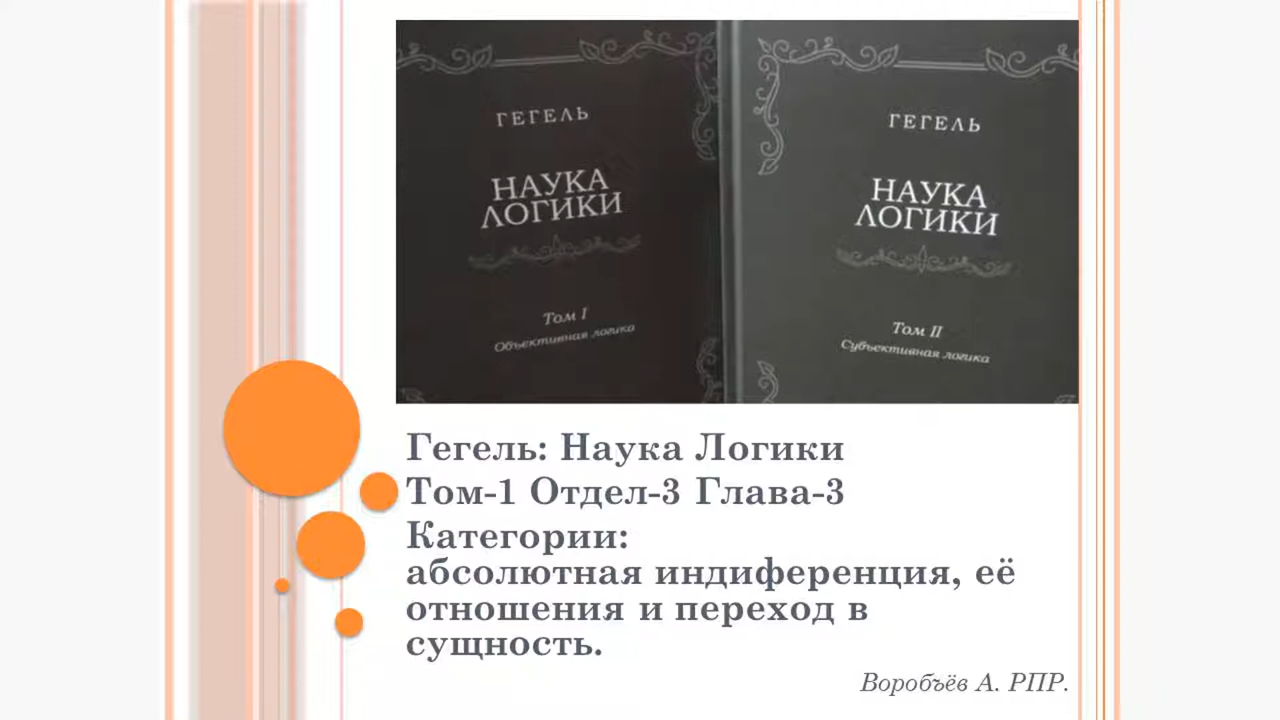 ГЕГЕЛЬ
НАУКА
ЛОГИКИ
Том I
Объективная логика
ГЕГЕЛЬ
НАУКА
ЛОГИКИ
Том II
Субъективная логика
Гегель: Наука Логики
Том-1 Отдел-3 Глава-3
Категории:
абсолютная индиференция, её
отношения и переход в
сущность.
Воробъёв А. РПР.